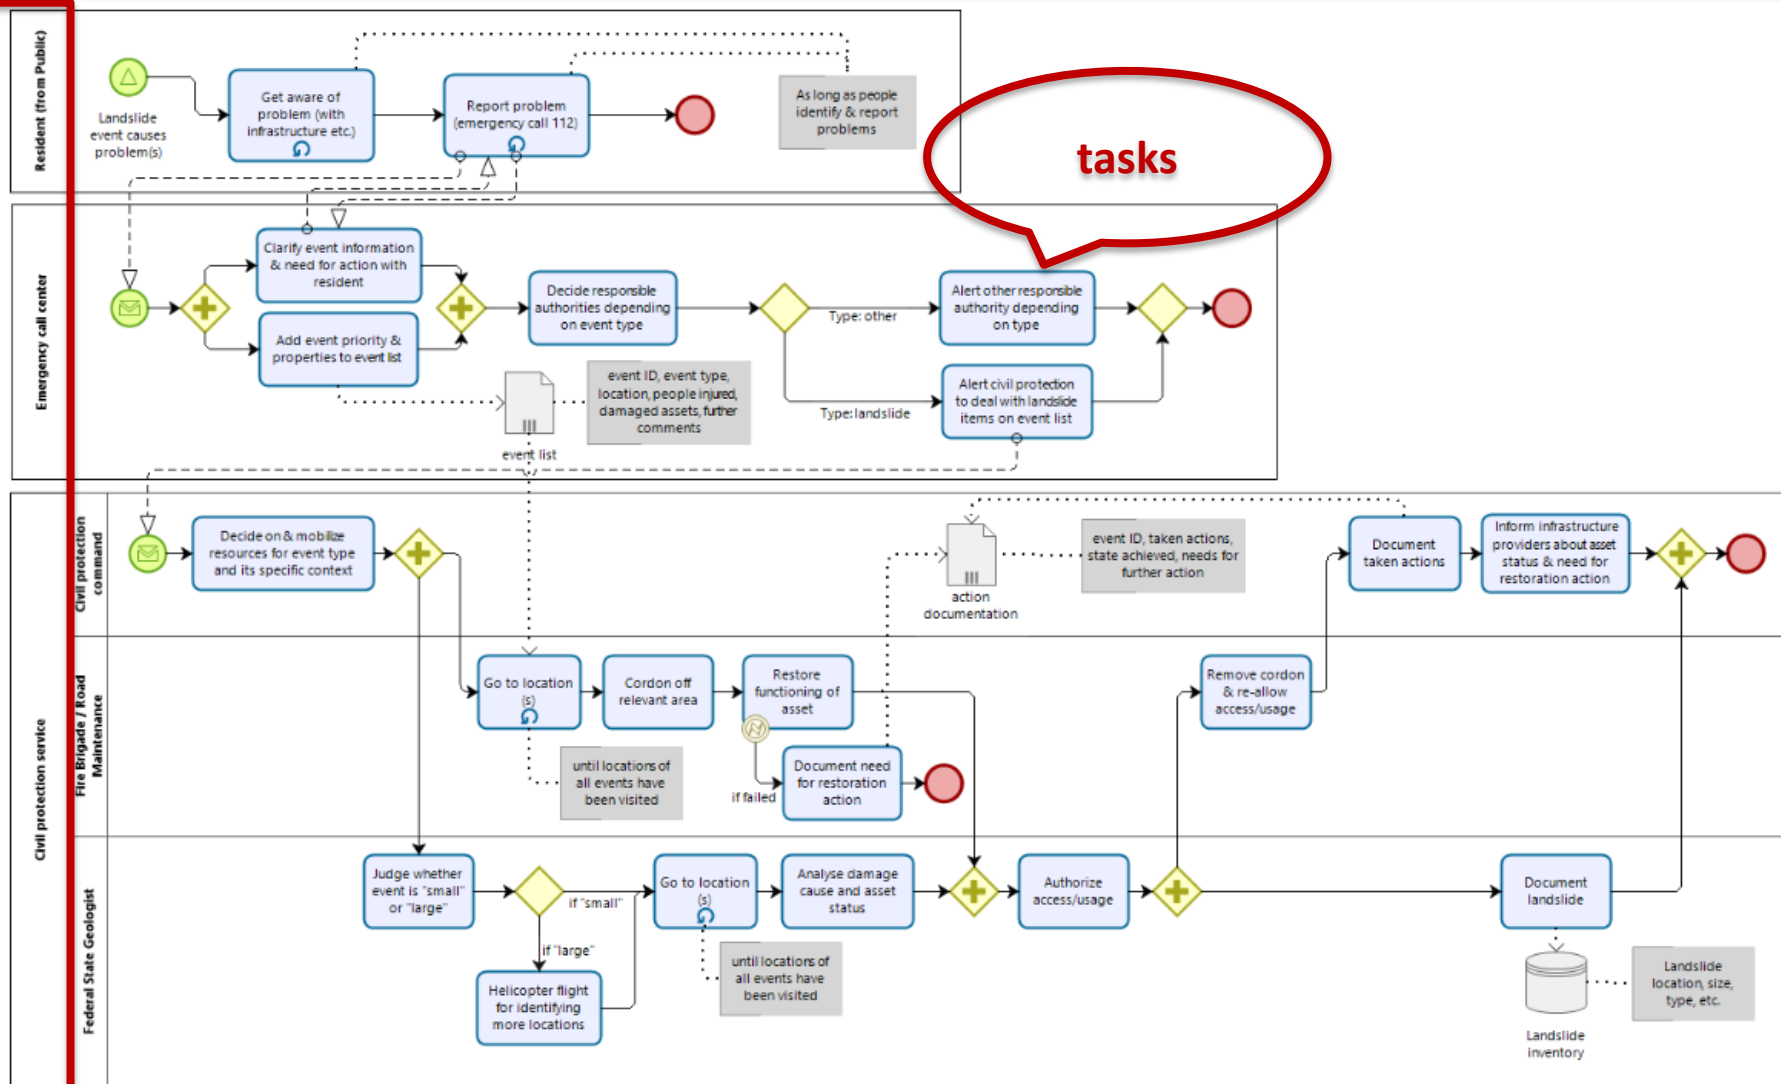 Resident (from Public)
Landslide
event causes
problem(s)
Get aware of
problem (with
infrastructure etc.)
Report problem
(emergency call 112)
As long as people
identify & report
problems
tasks
Emergency call center
Clarify event information
& need for action with
resident
Add event priority &
properties to event list
Decide responsible
authorities depending
on event type
Type: other
Type: landslide
Alert other responsible
authority depending
on type
Alert civil protection
to deal with landslide
items on event list
event list
event ID, event type,
location, people injured,
damaged assets, further
comments
Civil protection service
Civil protection
command
Decide on & mobilize
resources for event type
and its specific context
action
documentation
event ID, taken actions,
state achieved, needs for
further action
Document
taken actions
Inform infrastructure
providers about asset
status & need for
restoration action
Fire Brigade / Road
Maintenance
Go to location
(s)
until locations of
all events have
been visited
Cordon off
relevant area
Restore
functioning of
asset
if failed
Document need
for restoration
action
Remove cordon
& re-allow
access/usage
Federal State Geologist
Judge whether
event is "small"
or "large"
if "small"
if "large"
Helicopter flight
for identifying
more locations
Go to location
(s)
until locations of
all events have
been visited
Analyse damage
cause and asset
status
Authorize
access/usage
Document
landslide
Landslide
inventory
Landslide
location, size,
type, etc.